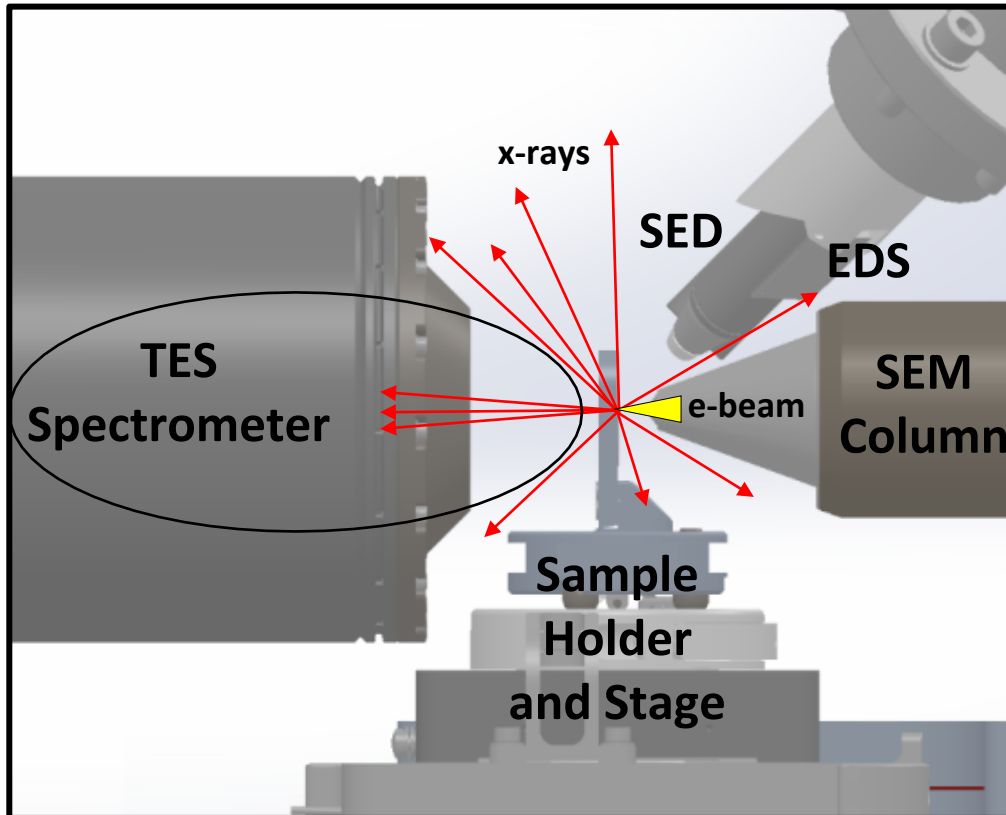 x-rays
SED
EDS
TES
Spectrometer
SEM
Column
e-beam
Sample
Holder
and Stage